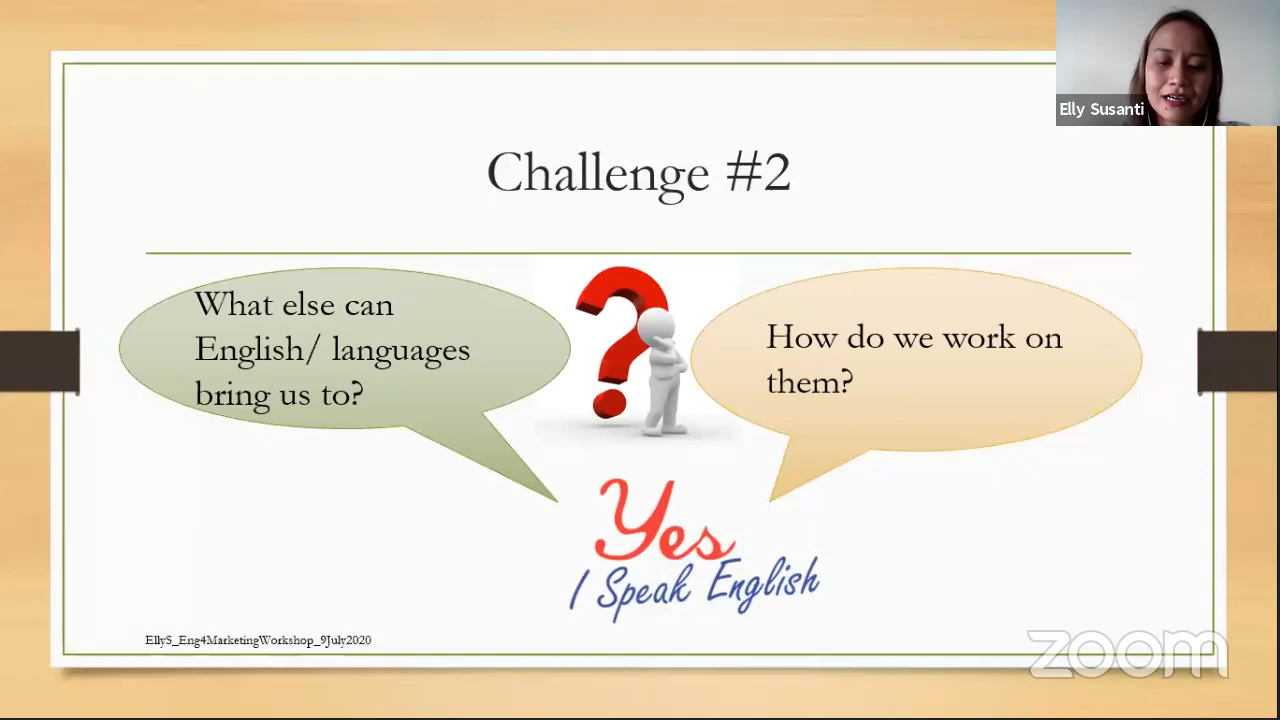 Elly Susanti
Challenge #2
What else can
English/ languages
bring us to?
How do we work on
them?
Yes
I Speak English
EllyS_Eng4MarketingWorkshop_9July2020
zoom